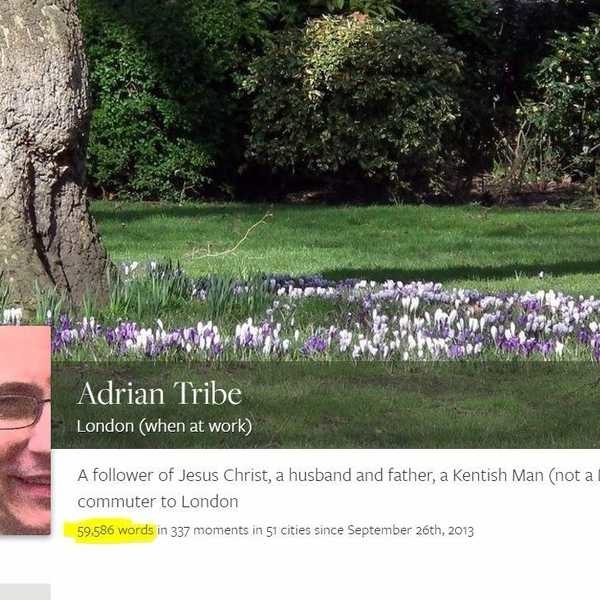 Adrian Tribe
London (when at work)
A follower of Jesus Christ, a husband and father, a Kentish Man (not a
commuter to London
59,586 words in 337 moments in 51 cities since September 26th, 2013